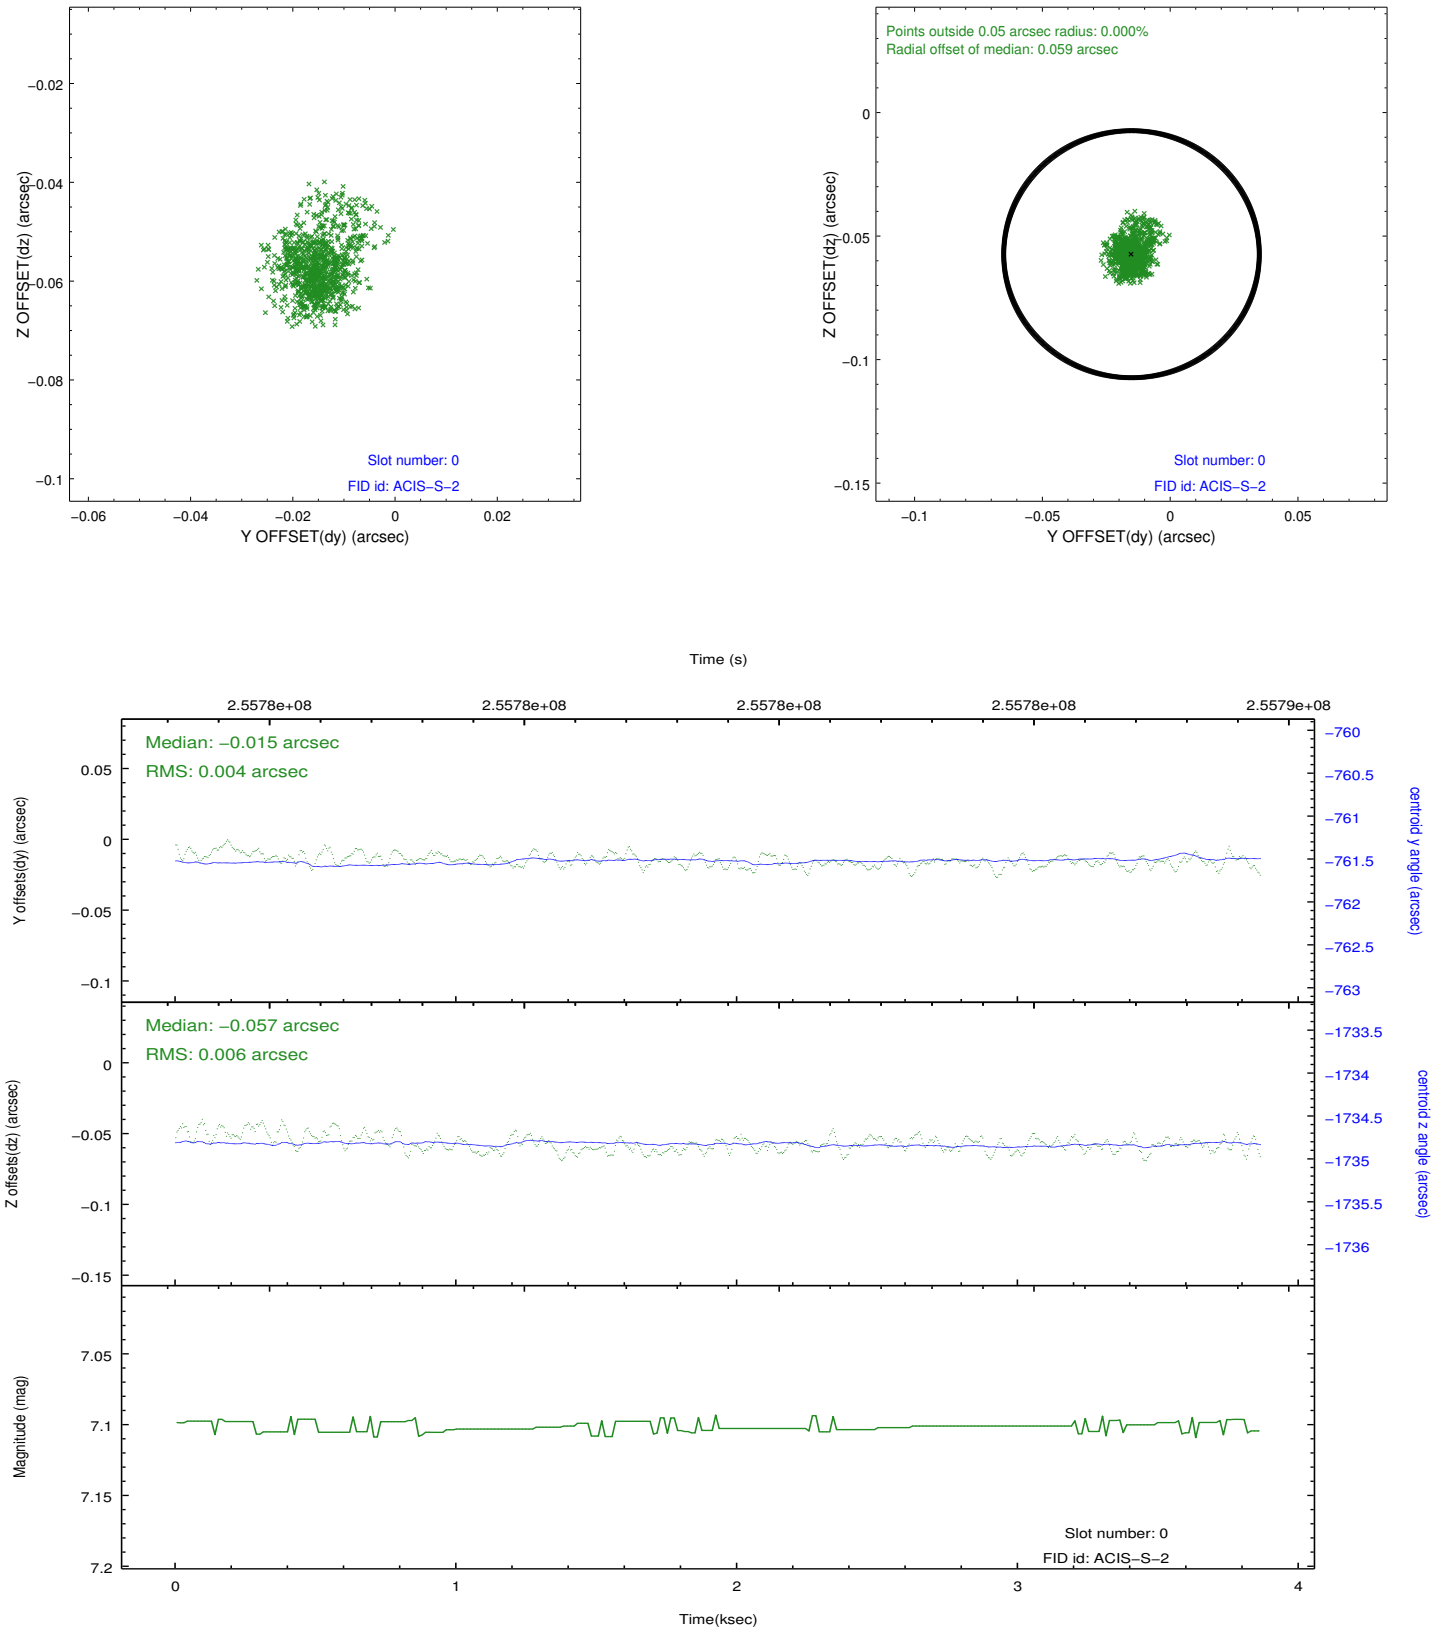 −0.02
−0.04
−0.06
−0.08
−0.1
Z OFFSET(dz) (arcsec)
Slot number: 0
FID id: ACIS−S−2
−0.06
−0.04
−0.02
0
0.02
Y OFFSET(dy) (arcsec)
Points outside 0.05 arcsec radius: 0.000%
Radial offset of median: 0.059 arcsec
0
−0.05
−0.1
−0.15
Z OFFSET(dz) (arcsec)
Slot number: 0
FID id: ACIS−S−2
−0.1
−0.05
0
0.05
Y OFFSET(dy) (arcsec)
Time (s)
2.5578e+08
2.5578e+08
2.5578e+08
2.5578e+08
2.5579e+08
Median: −0.015 arcsec
RMS: 0.004 arcsec
0.05
0
−0.05
−0.1
Y offsets(dy) (arcsec)
−760
−760.5
−761
−761.5
−762
−762.5
−763
centroid y angle (arcsec)
Median: −0.057 arcsec
RMS: 0.006 arcsec
0
−0.05
−0.1
−0.15
Z offsets(dz) (arcsec)
−1733.5
−1734
−1734.5
−1735
−1735.5
−1736
centroid z angle (arcsec)
7.05
7.1
7.15
7.2
Magnitude (mag)
Slot number: 0
FID id: ACIS−S−2
0
1
2
3
4
Time(ksec)